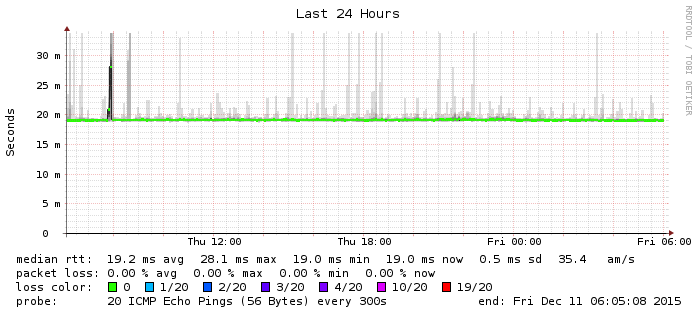 Last 24 Hours
RRDTOOL / TOBI OETIKER
Seconds
30 m
25 m
20 m
15 m
10 m
5 m
0
Thu 12:00 Thu 18:00 Fri 00:00 Fri 06:00
median rtt: 19.2 ms avg 28.1 ms max 19.0 ms min 19.0 ms now 0.5 ms sd 35.4 am/s
packet loss: 0.00 % avg 0.00 % max 0.00 % min 0.00 % now
loss color: 0 1/20 2/20 3/20 4/20 10/20 19/20
probe: 20 ICMP Echo Pings (56 Bytes) every 300s end: Fri Dec 11 06:05:08 2015